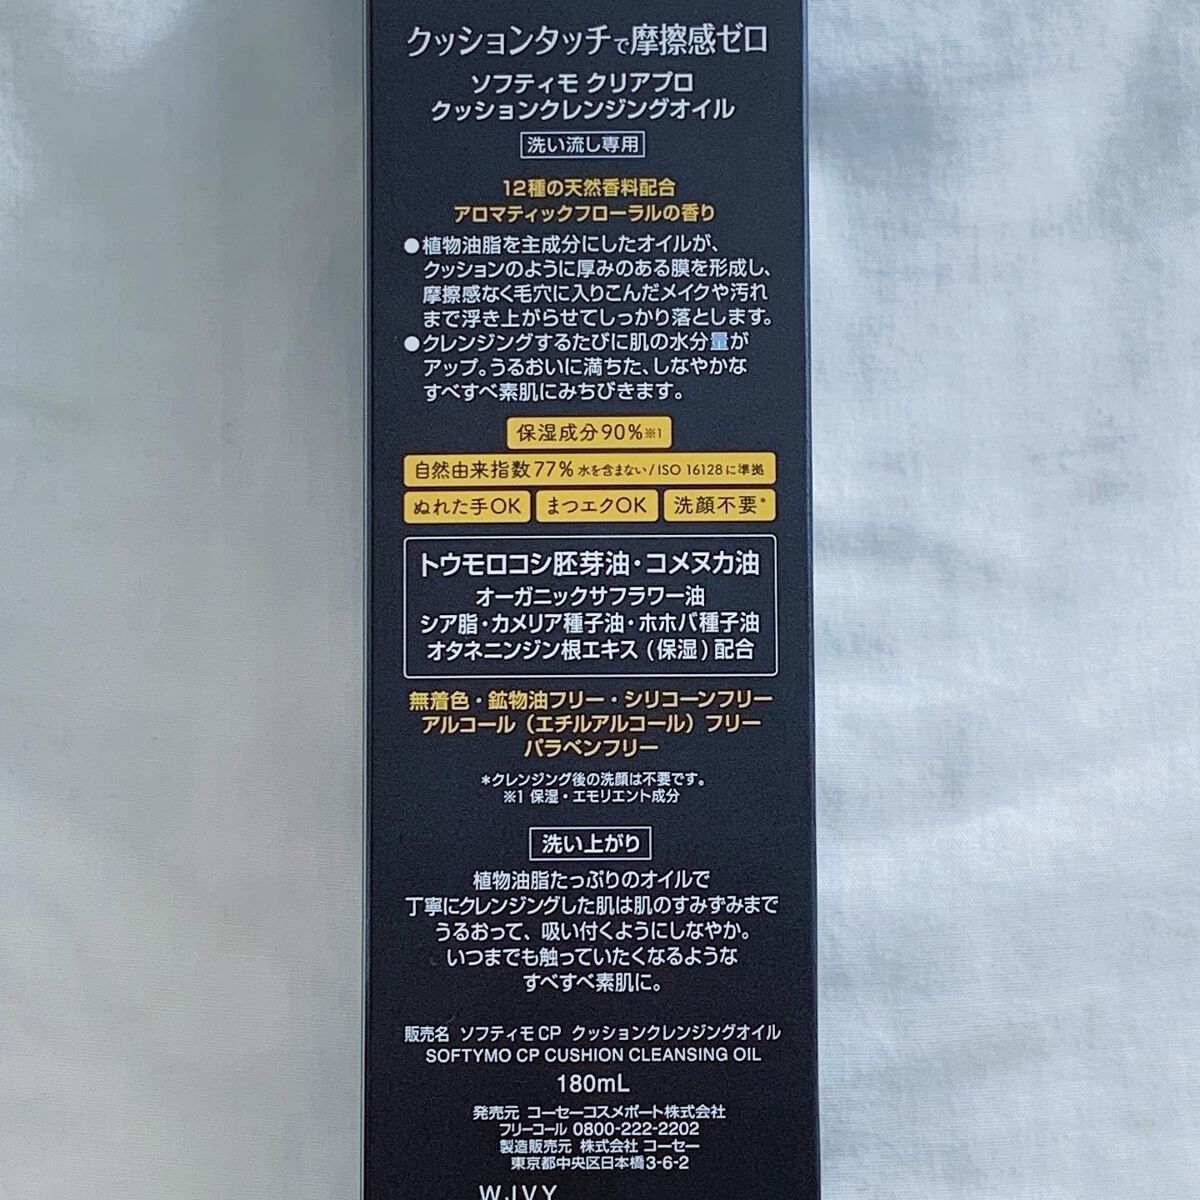 クッションタッチで摩擦感ゼロ
ソフティモ クリアプロ
クッションクレンジングオイル
洗い流し専用
12種の天然香料配合
アロマティックフローラルの香り
●植物油脂を主成分にしたオイルが、
クッションのように厚みのある膜を形成し、
摩擦感なく毛穴に入りこんだメイクや汚れ
まで浮き上がらせてしっかり落とします。
●クレンジングするたびに肌の水分量が
アップ。うるおいに満ちた、しなやかな
すべすべ素肌にみちびきます。
保湿成分90%※1
自然由来指数77% 水を含まない/ISO 16128に準拠
ぬれた手OK まつエクOK 洗顔不要*
トウモロコシ胚芽油・コメヌカ油
オーガニックサフラワー油
シア脂・カメリア種子油・ホホバ種子油
オタネニンジン根エキス(保湿)配合
無着色・鉱物油フリー・シリコーンフリー
アルコール(エチルアルコール)フリー
パラベンフリー
*クレンジング後の洗顔は不要です。
※1 保湿・エモリエント成分
洗い上がり
植物油脂たっぷりのオイルで
丁寧にクレンジングした肌は肌のすみずみまで
うるおって、吸い付くようにしなやか。
いつまでも触っていたくなるような
すべすべ素肌に。
販売名 ソフティモCP クッションクレンジングオイル
SOFTYMO CP CUSHION CLEANSING OIL
180mL
発売元 コーセーコスメポート株式会社
フリーコール 0800-222-2202
製造販売元 株式会社 コーセー
東京都中央区日本橋3-6-2
WJVY